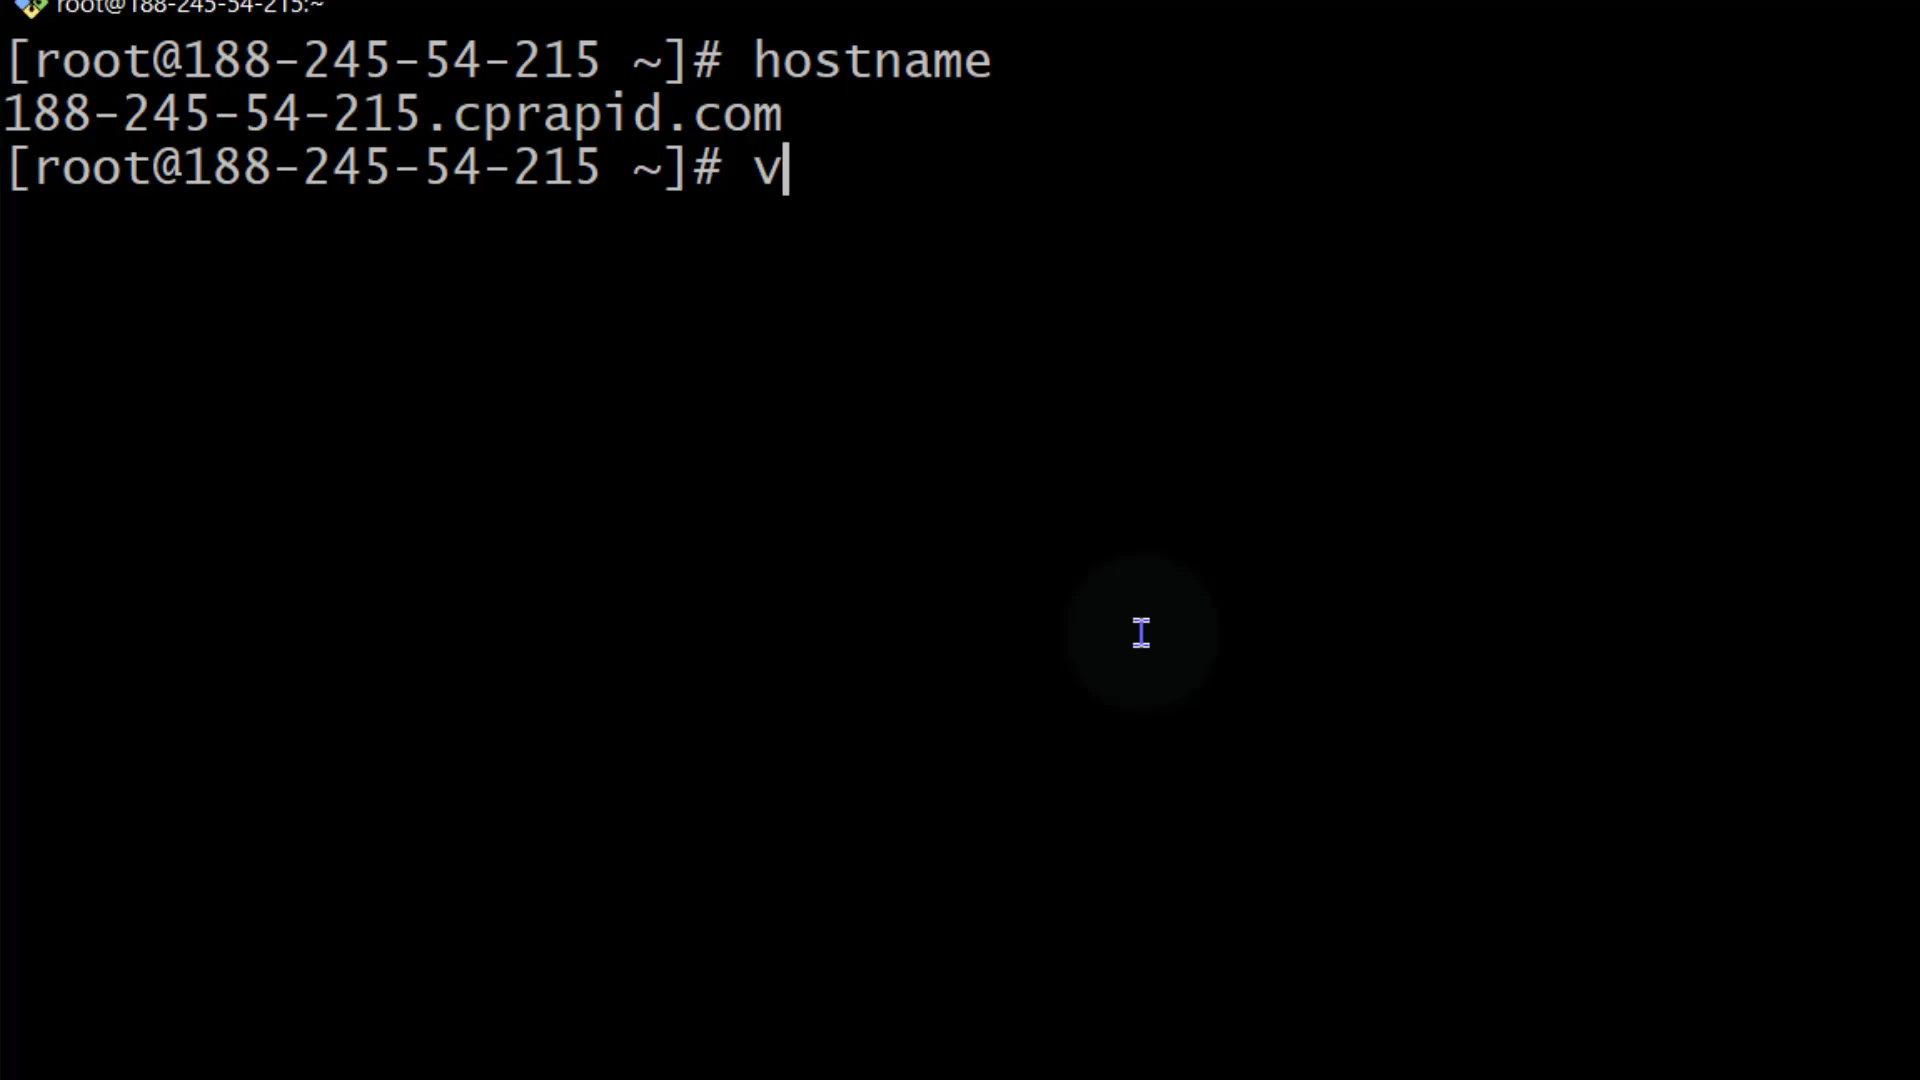 root@188-245-54-215:~
[root@188-245-54-215 ~]# hostname
188-245-54-215.cprapid.com
[root@188-245-54-215 ~]# v